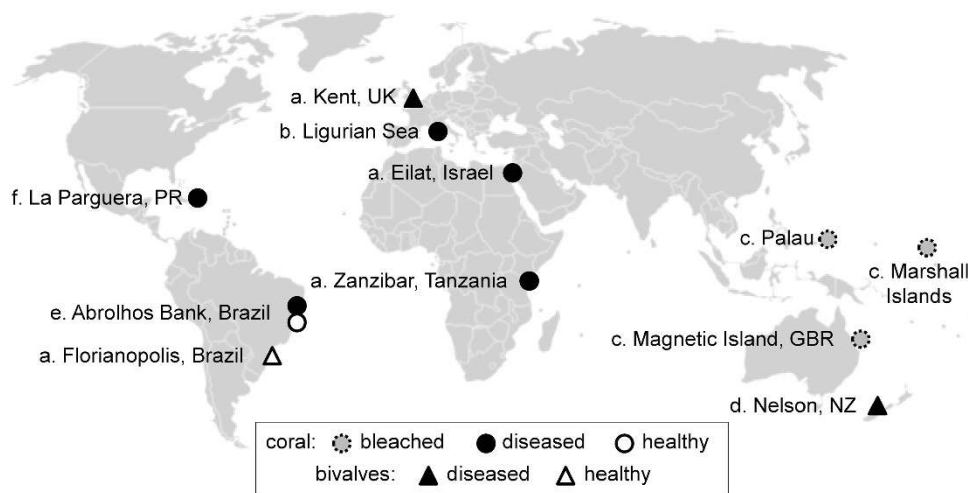 a. Kent, UK
b. Ligurian Sea
a. Eilat, Israel
f. La Parguera, PR
c. Palau
c. Marshall
Islands
a. Zanzibar, Tanzania
e. Abrolhos Bank, Brazil
c. Magnetic Island, GBR
a. Florianopolis, Brazil
d. Nelson, NZ
coral: bleached diseased healthy
bivalves: diseased healthy